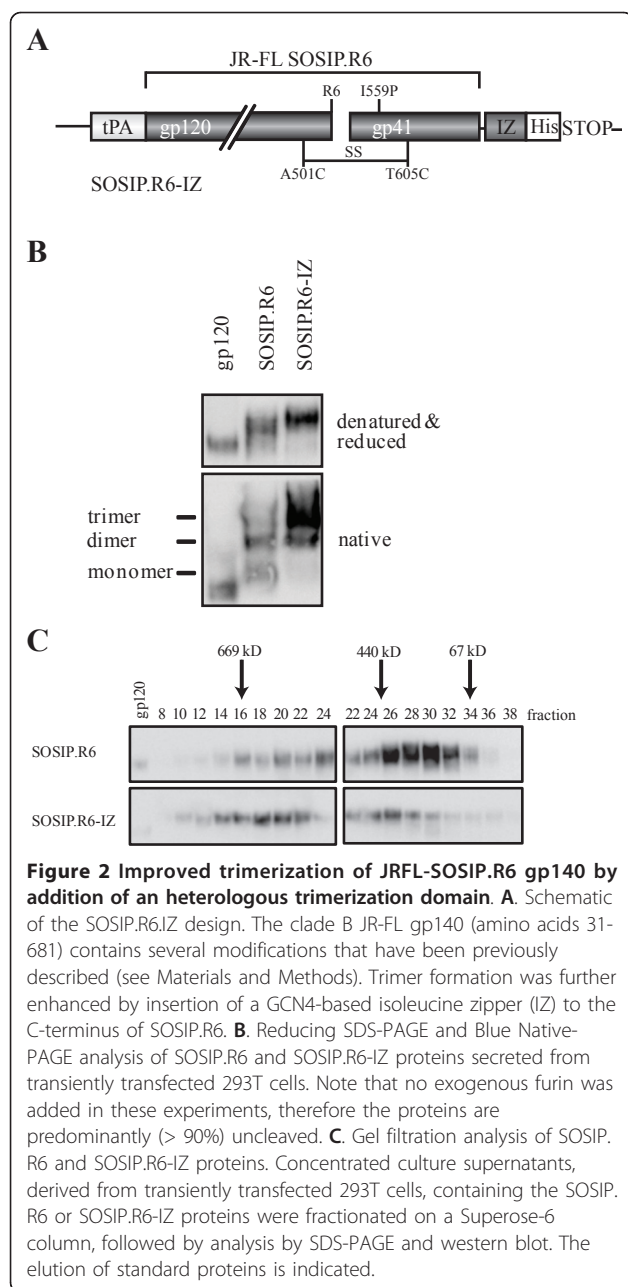 A
JR-FL SOSIP.R6
R6 I559P
tPA gp120 gp41 IZ His STOP
SS
A501C T605C
SOSIP.R6-IZ
B
gp120 SOSIP.R6 SOSIP.R6-IZ
denatured &
reduced
trimer
dimer
monomer
native
C
669 kD 440 kD 67 kD
gp120 8 10 12 14 16 18 20 22 24 22 24 26 28 30 32 34 36 38 fraction
SOSIP.R6
SOSIP.R6-IZ
Figure 2 Improved trimerization of JRFL-SOSIP.R6 gp140 by
addition of an heterologous trimerization domain. A. Schematic
of the SOSIP.R6.IZ design. The clade B JR-FL gp140 (amino acids 31-
681) contains several modifications that have been previously
described (see Materials and Methods). Trimer formation was further
enhanced by insertion of a GCN4-based isoleucine zipper (IZ) to the
C-terminus of SOSIP.R6. B. Reducing SDS-PAGE and Blue Native-
PAGE analysis of SOSIP.R6 and SOSIP.R6-IZ proteins secreted from
transiently transfected 293T cells. Note that no exogenous furin was
added in these experiments, therefore the proteins are
predominantly (> 90%) uncleaved. C. Gel filtration analysis of SOSIP.
R6 and SOSIP.R6-IZ proteins. Concentrated culture supernatants,
derived from transiently transfected 293T cells, containing the SOSIP.
R6 or SOSIP.R6-IZ proteins were fractionated on a Superose-6
column, followed by analysis by SDS-PAGE and western blot. The
elution of standard proteins is indicated.